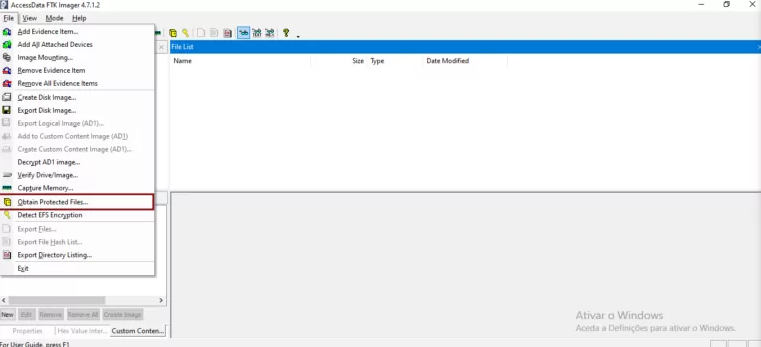 AccessData FTK Imager 4.7.1.2
File View Mode Help
Add Evidence Item...
Add All Attached Devices
Image Mounting...
Remove Evidence Item
Remove All Evidence Items
Create Disk Image...
Export Disk Image...
Export Logical Image (AD1)...
Add to Custom Content Image (AD1)
Create Custom Content Image (AD1)...
Decrypt AD1 image...
Verify Drive/Image...
Capture Memory...
Obtain Protected Files...
Detect EFS Encryption
Export Files...
Export File Hash List...
Export Directory Listing...
Exit
File List
Name Size Type Date Modified
New Edit Remove Remove All Create Image
Properties Hex Value Inter... Custom Conten...
Ativar o Windows
Aceda a Definições para ativar o Windows.
For User Guide, press F1